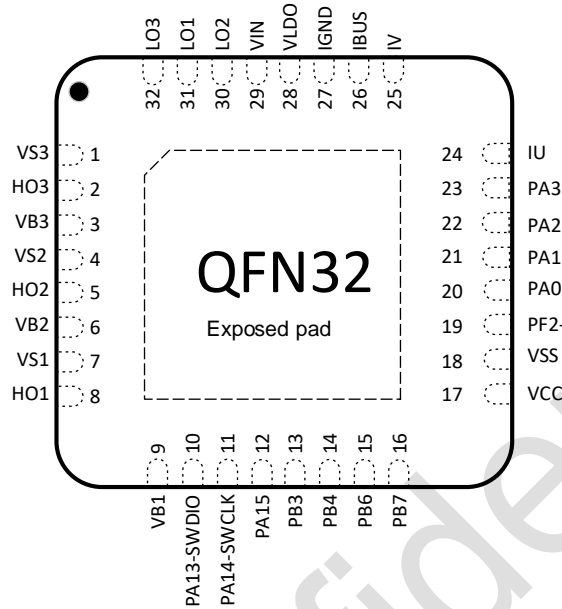 LO3 LO1 LO2 VIN VLDO IGND IBUS IV
32 31 30 29 28 27 26 25
VS3 1 24 IU
HO3 2 23 PA3
VB3 3 22 PA2
VS2 4 21 PA1
HO2 5 20 PA0
VB2 6 19 PF2-
VS1 7 18 VSS
HO1 8 17 VCC
QFN32
Exposed pad
9 10 11 12 13 14 15 16
VB1 PA13-SWDIO PA14-SWCLK PA15 PB3 PB4 PB6 PB7